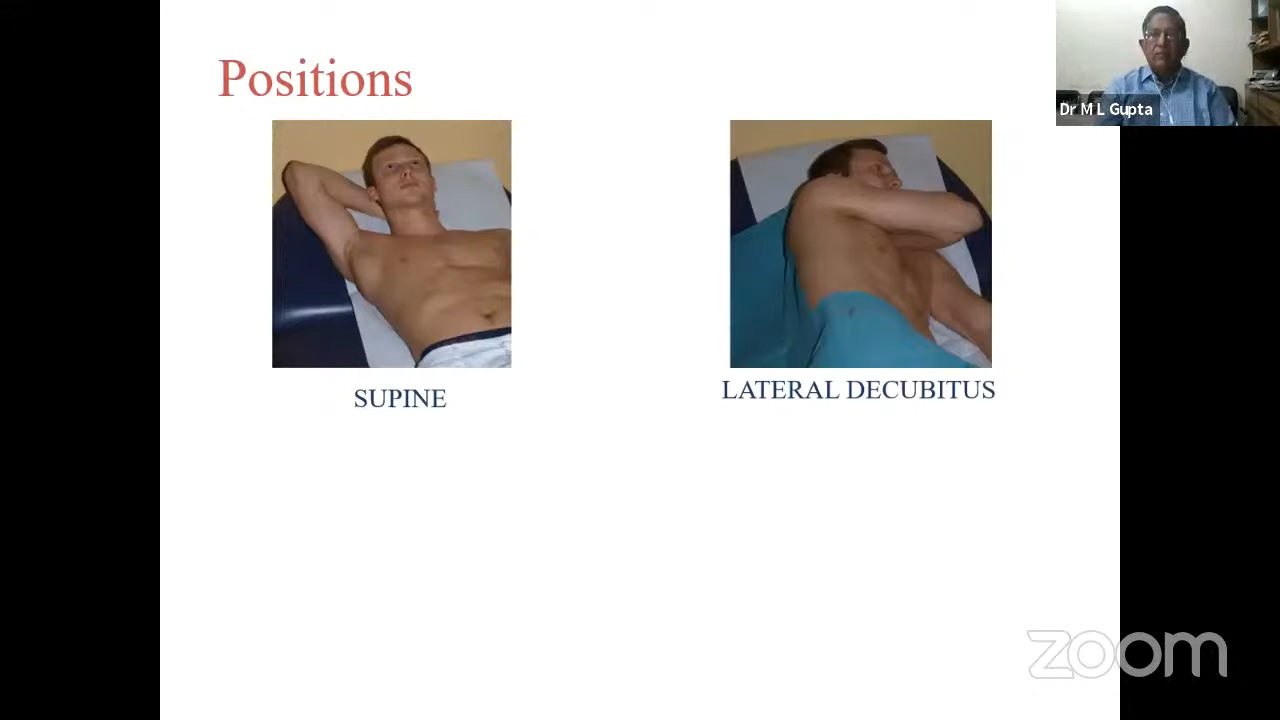 Positions
Dr M L Gupta
SUPINE
LATERAL DECUBITUS
zoom